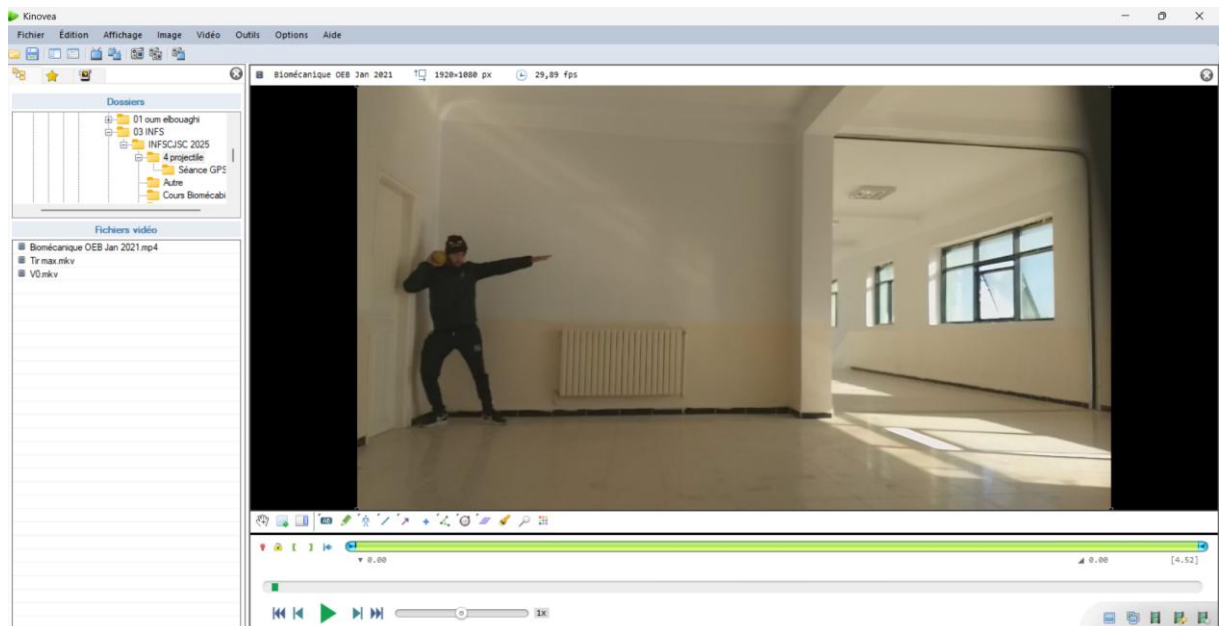 Kinovea
Fichier Édition Affichage Image Vidéo Outils Options Aide
Biomécanique OEB Jan 2021 1920×1080 px 29,89 fps
Dossiers
01 oum elbouaghi
03 INFS
INFSCJSC 2025
4 projectile
Séance GPS
Autre
Cours Biomécabi
Fichiers vidéo
Biomécanique OEB Jan 2021.mp4
Tir max.mkv
V0.mkv
0.00 0.00 [4.52]
1x